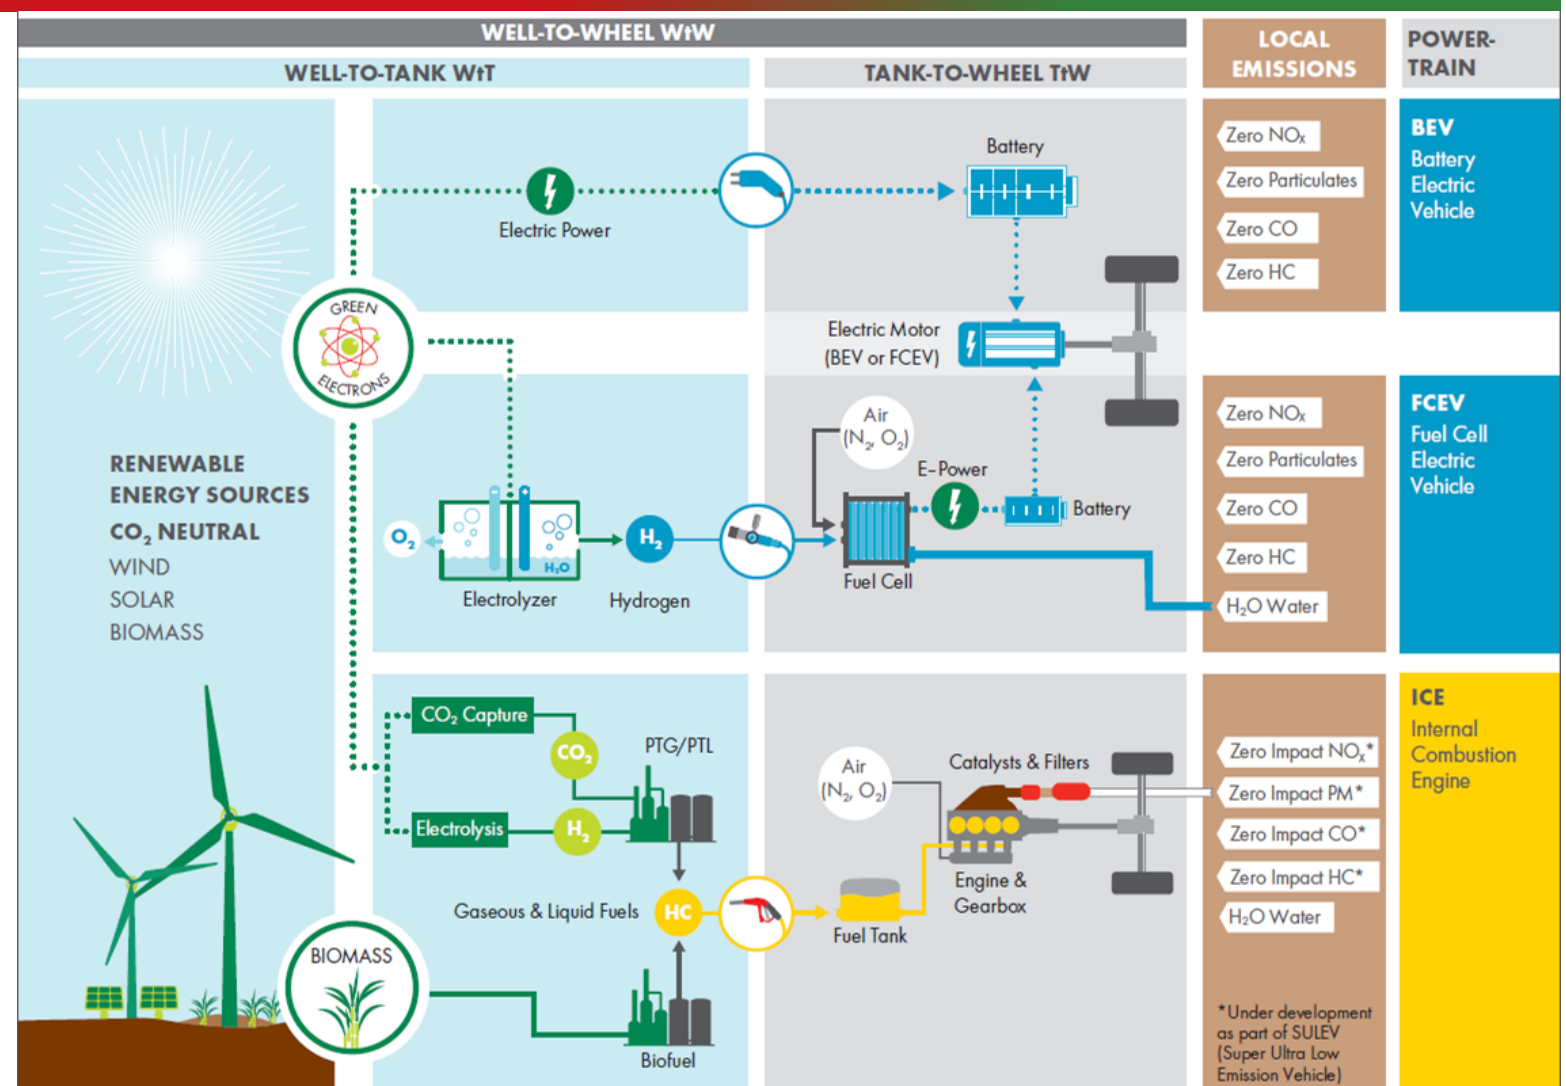 WELL-TO-WHEEL WtW
WELL-TO-TANK WtT
TANK-TO-WHEEL TtW
LOCAL
EMISSIONS
POWER-
TRAIN
GREEN
ELECTRONS
RENEWABLE
ENERGY SOURCES
CO₂ NEUTRAL
WIND
SOLAR
BIOMASS
BIOMASS
Electric Power
Battery
Zero NOₓ
Zero Particulates
Zero CO
Zero HC
BEV
Battery
Electric
Vehicle
Electric Motor
(BEV or FCEV)
O₂
H₂O
Electrolyzer
H₂
Hydrogen
Air
(N₂, O₂)
E-Power
Battery
Fuel Cell
Zero NOₓ
Zero Particulates
Zero CO
Zero HC
H₂O Water
FCEV
Fuel Cell
Electric
Vehicle
CO₂ Capture
CO₂
PTG/PTL
Electrolysis
H₂
Gaseous & Liquid Fuels
HC
Biofuel
Air
(N₂, O₂)
Catalysts & Filters
Engine &
Gearbox
Fuel Tank
Zero Impact NOₓ*
Zero Impact PM*
Zero Impact CO*
Zero Impact HC*
H₂O Water
*Under development
as part of SULEV
(Super Ultra Low
Emission Vehicle)
ICE
Internal
Combustion
Engine